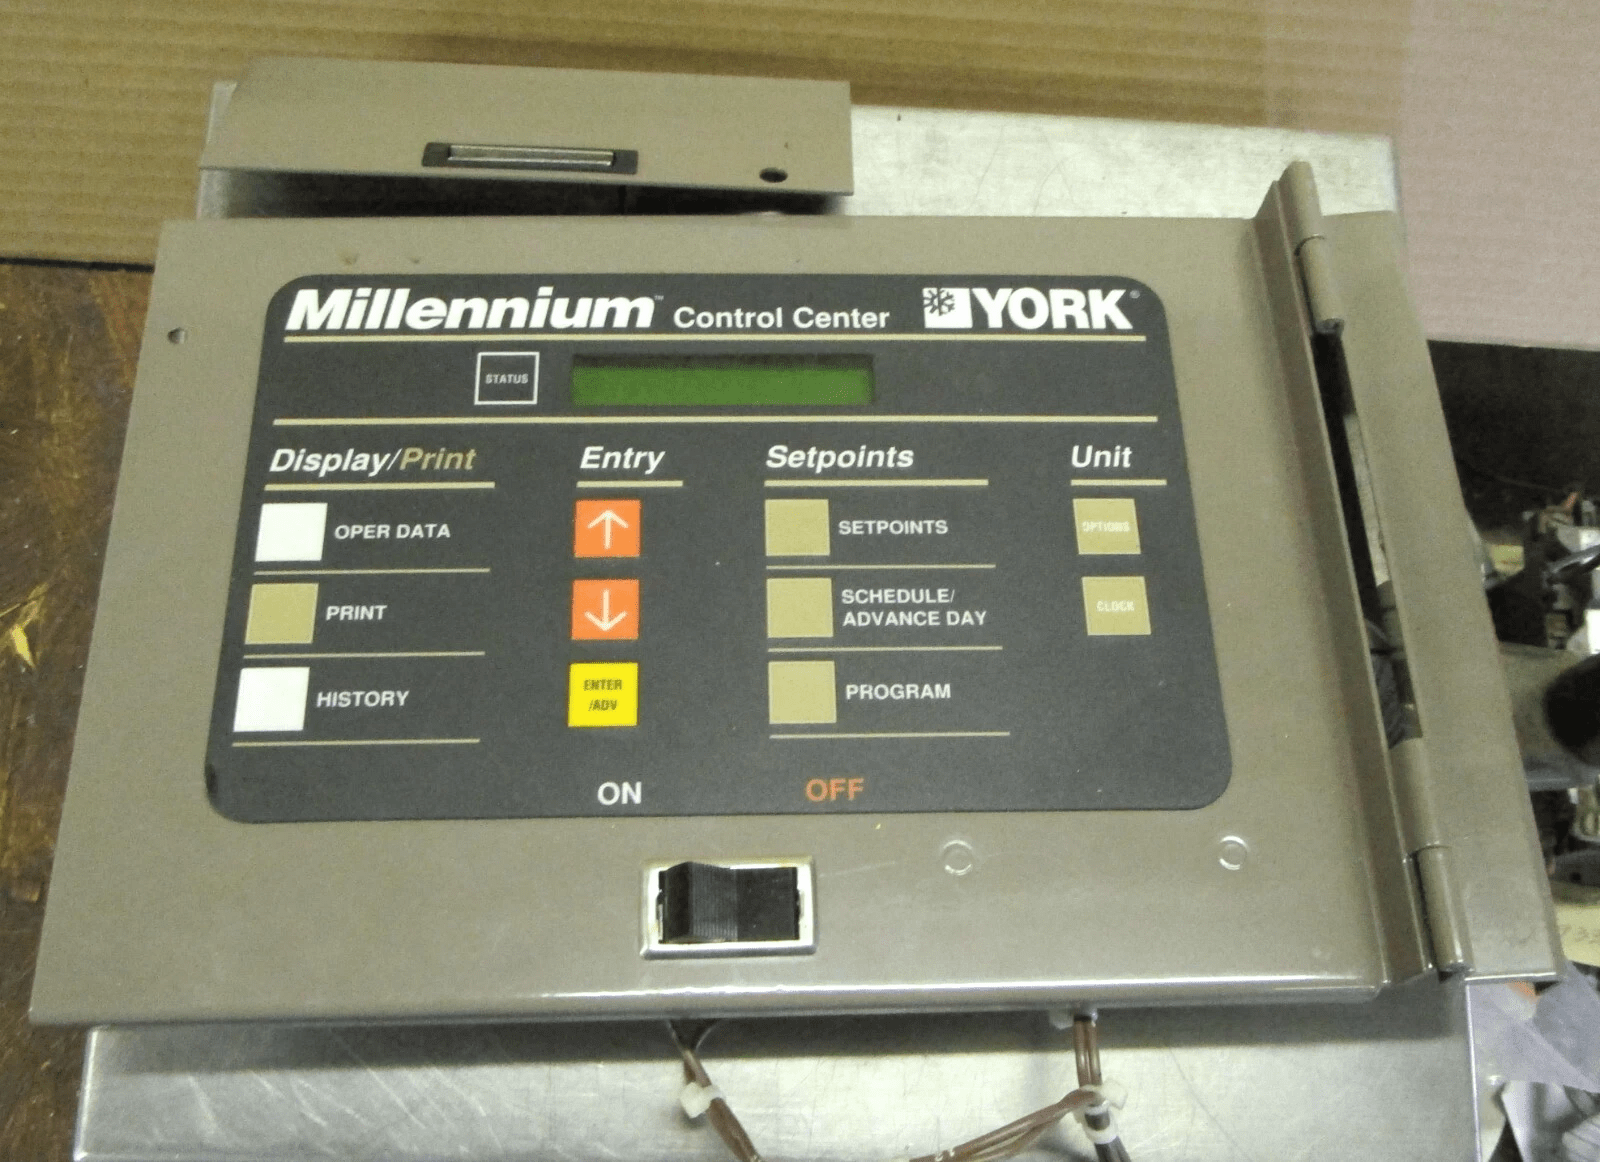 Millennium™ Control Center YORK®
STATUS
Display/Print
Entry
Setpoints
Unit
OPER DATA
SETPOINTS
OPTIONS
PRINT
SCHEDULE/
ADVANCE DAY
CLOCK
HISTORY
ENTER
/ADV
PROGRAM
ON
OFF